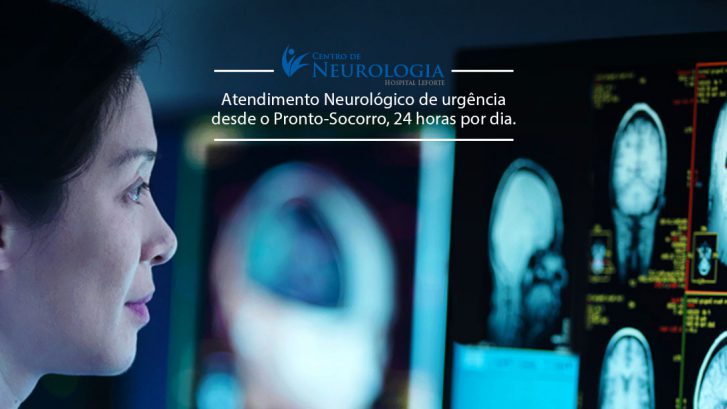 CENTRO DE
NEUROLOGIA
HOSPITAL LEFORTE
Atendimento Neurológico de urgência
desde o Pronto-Socorro, 24 horas por dia.